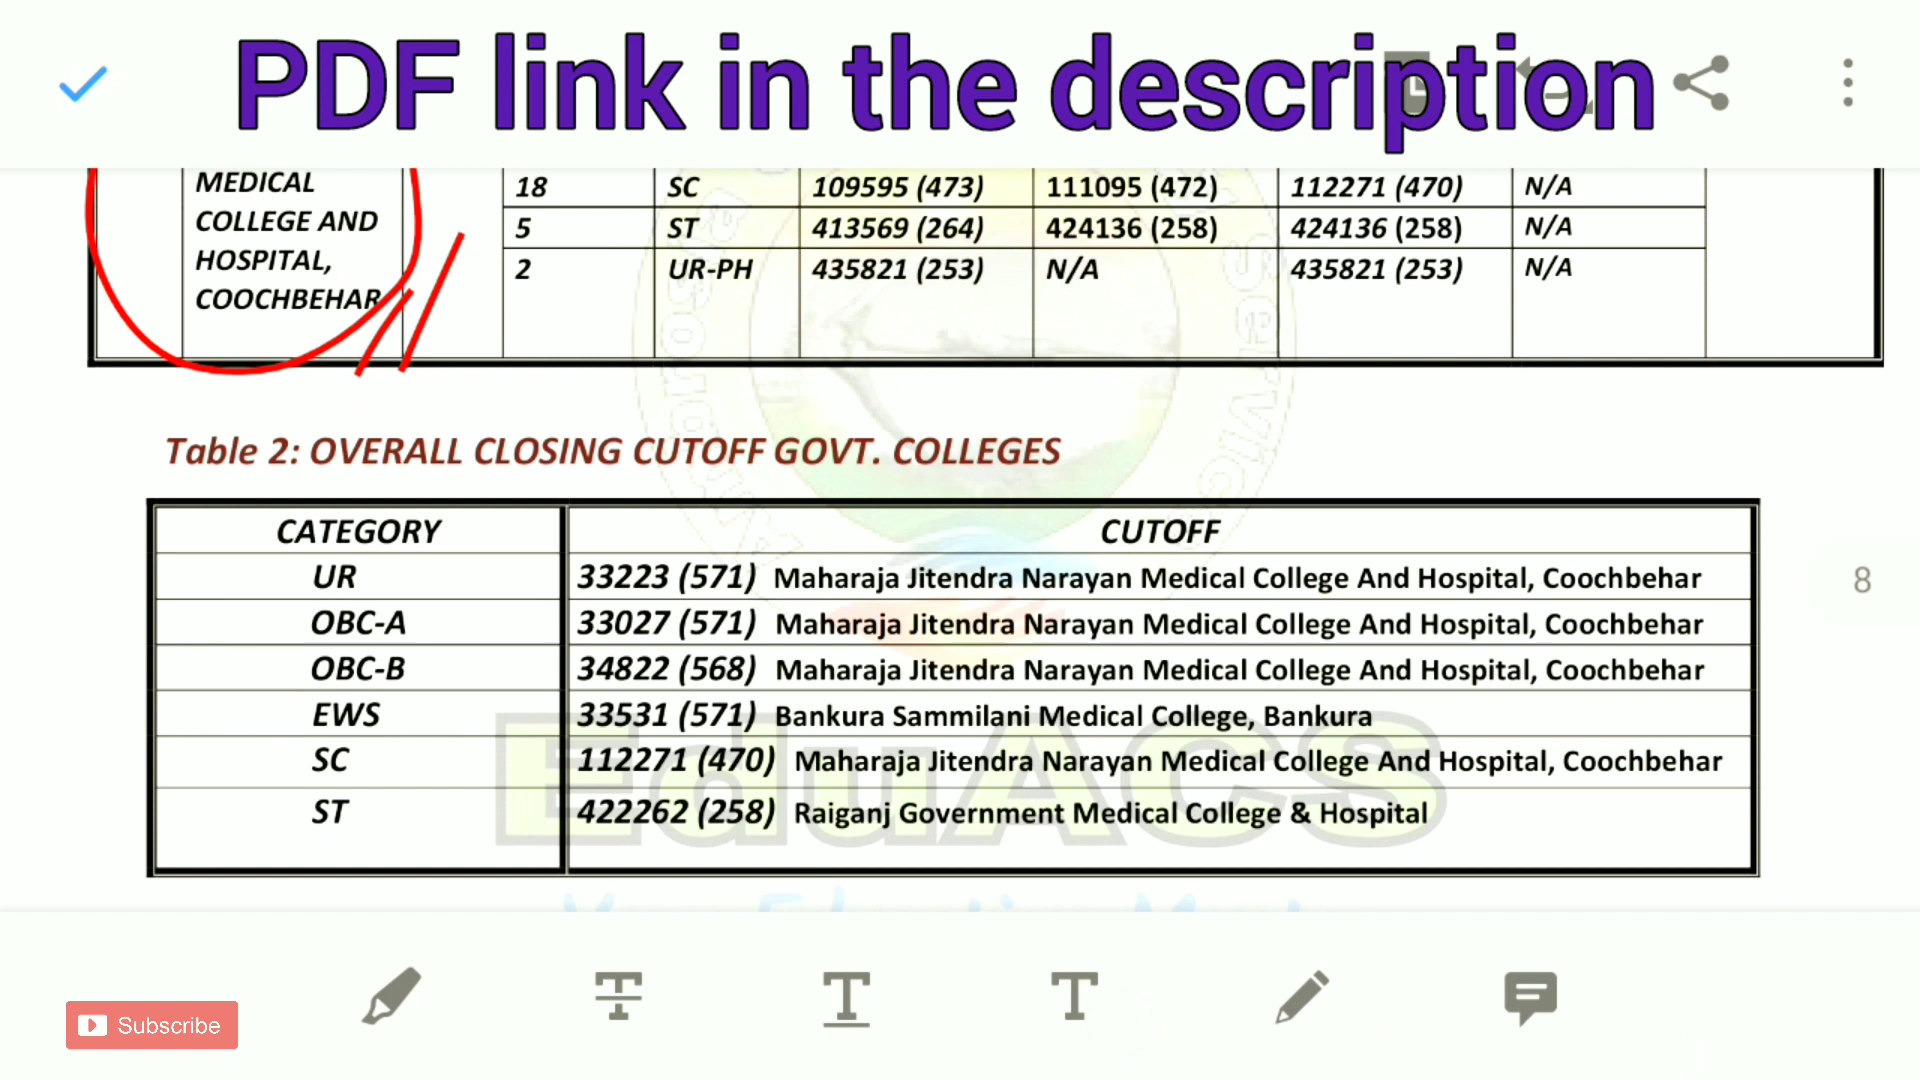 PDF link in the description
MEDICAL
COLLEGE AND
HOSPITAL,
COOCHBEHAR
18 SC 109595 (473) 111095 (472) 112271 (470) N/A
5 ST 413569 (264) 424136 (258) 424136 (258) N/A
2 UR-PH 435821 (253) N/A 435821 (253) N/A
Table 2: OVERALL CLOSING CUTOFF GOVT. COLLEGES
CATEGORY CUTOFF
UR 33223 (571) Maharaja Jitendra Narayan Medical College And Hospital, Coochbehar
OBC-A 33027 (571) Maharaja Jitendra Narayan Medical College And Hospital, Coochbehar
OBC-B 34822 (568) Maharaja Jitendra Narayan Medical College And Hospital, Coochbehar
EWS 33531 (571) Bankura Sammilani Medical College, Bankura
SC 112271 (470) Maharaja Jitendra Narayan Medical College And Hospital, Coochbehar
ST 422262 (258) Raiganj Government Medical College & Hospital
8
EduACS
Subscribe